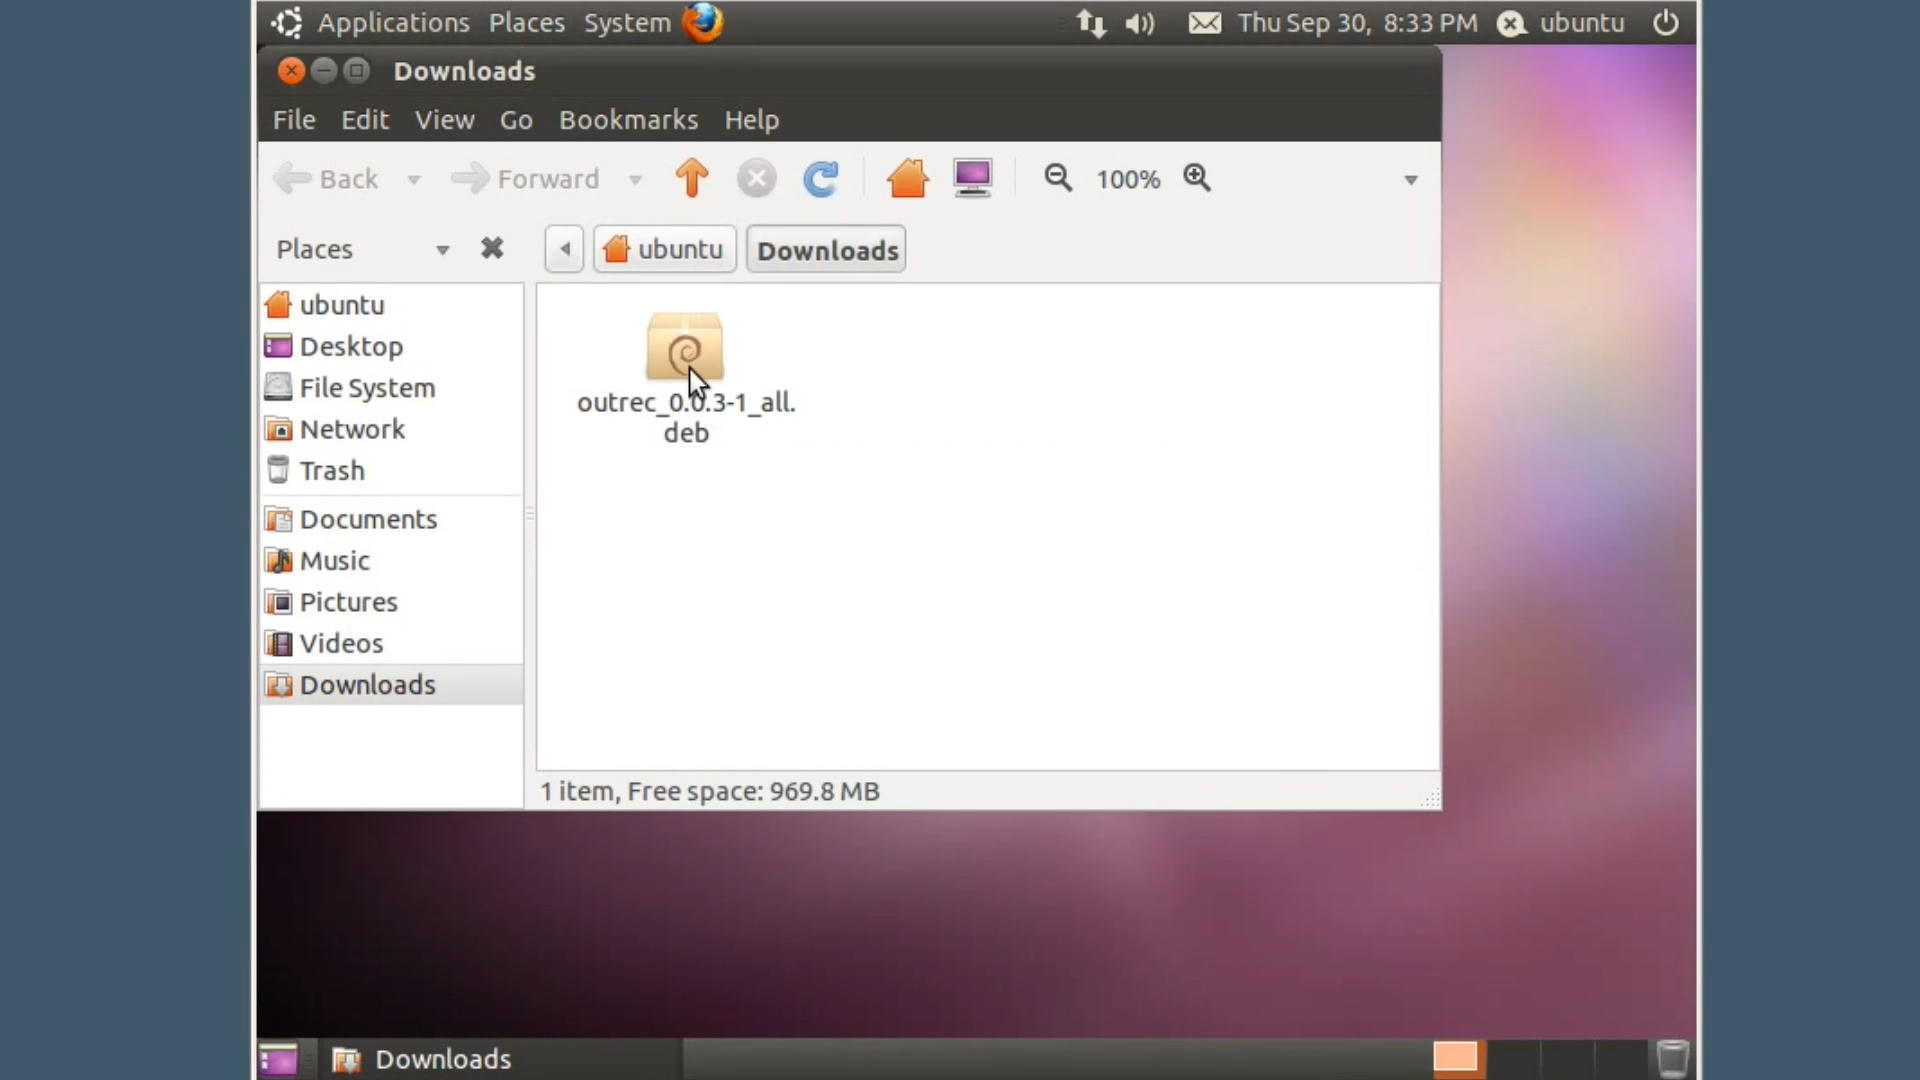 Applications Places System Thu Sep 30, 8:33 PM ubuntu
Downloads
File Edit View Go Bookmarks Help
Back Forward 100%
Places ubuntu Downloads
ubuntu
Desktop
File System
Network
Trash
Documents
Music
Pictures
Videos
Downloads
outrec_0.0.3-1_all.
deb
1 item, Free space: 969.8 MB
Downloads